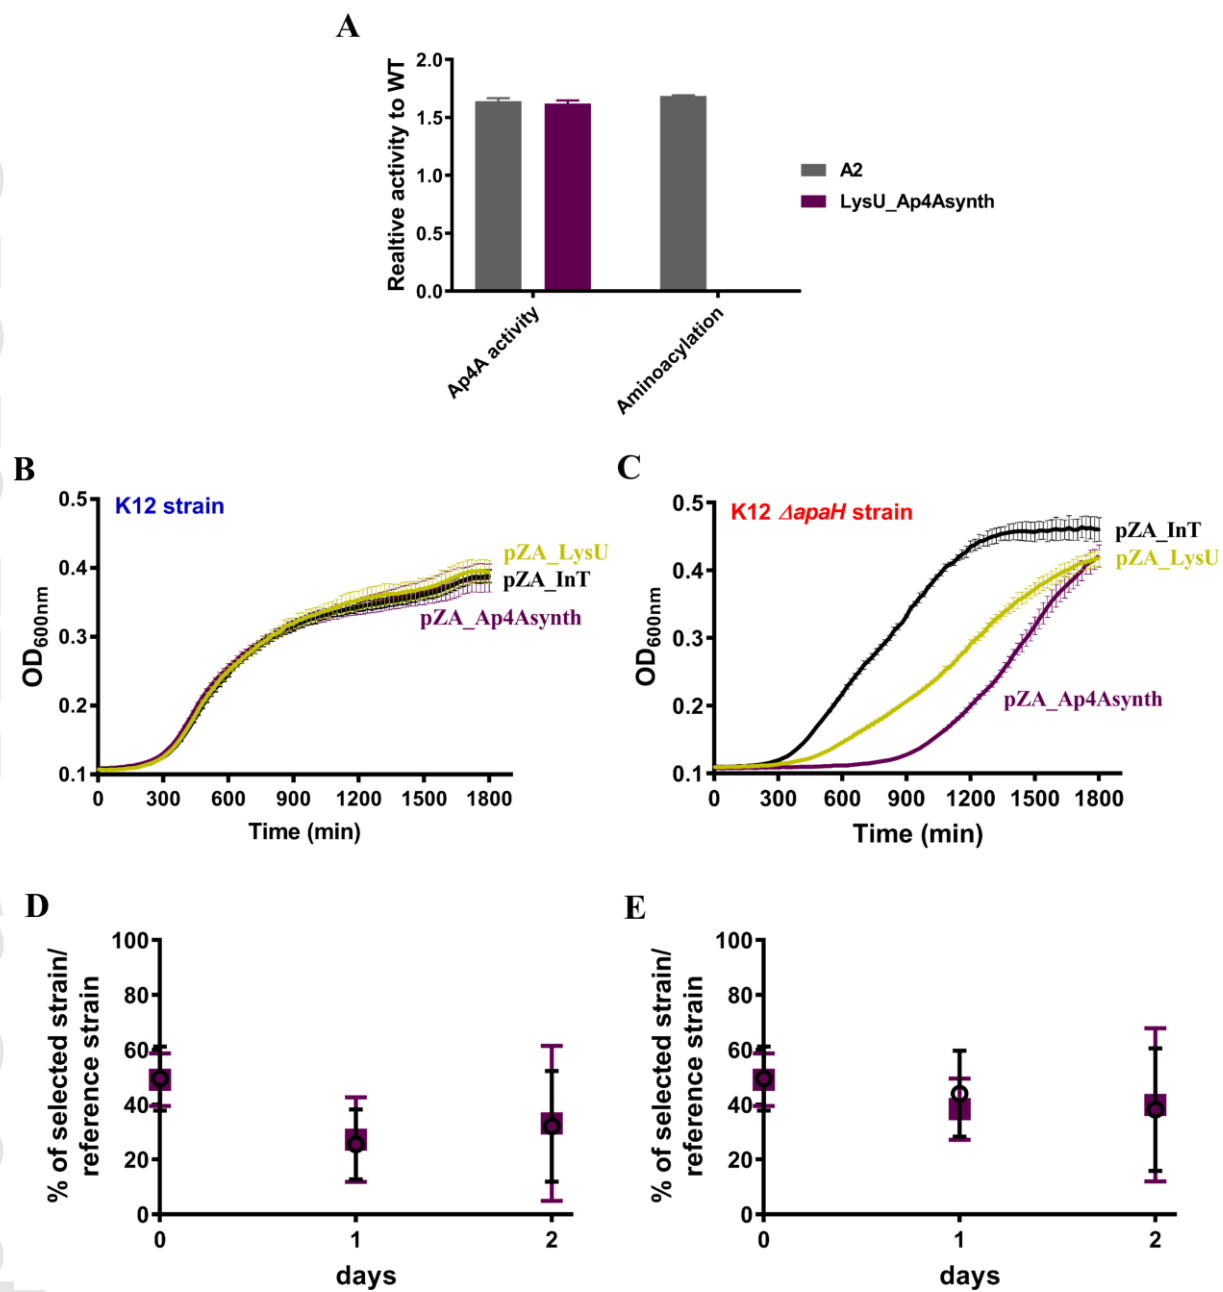 A
Realtive activity to WT
2.0
1.5
1.0
0.5
0.0
Ap4A activity
Aminoacylation
A2
LysU_Ap4Asynth
B
K12 strain
OD600nm
0.5
0.4
0.3
0.2
0.1
0 300 600 900 1200 1500 1800
Time (min)
pZA_LysU
pZA_InT
pZA_Ap4Asynth
C
K12 ΔapaH strain
OD600nm
0.5
0.4
0.3
0.2
0.1
0 300 600 900 1200 1500 1800
Time (min)
pZA_InT
pZA_LysU
pZA_Ap4Asynth
D
% of selected strain/
reference strain
100
80
60
40
20
0
0 1 2
days
E
% of selected strain/
reference strain
100
80
60
40
20
0
0 1 2
days